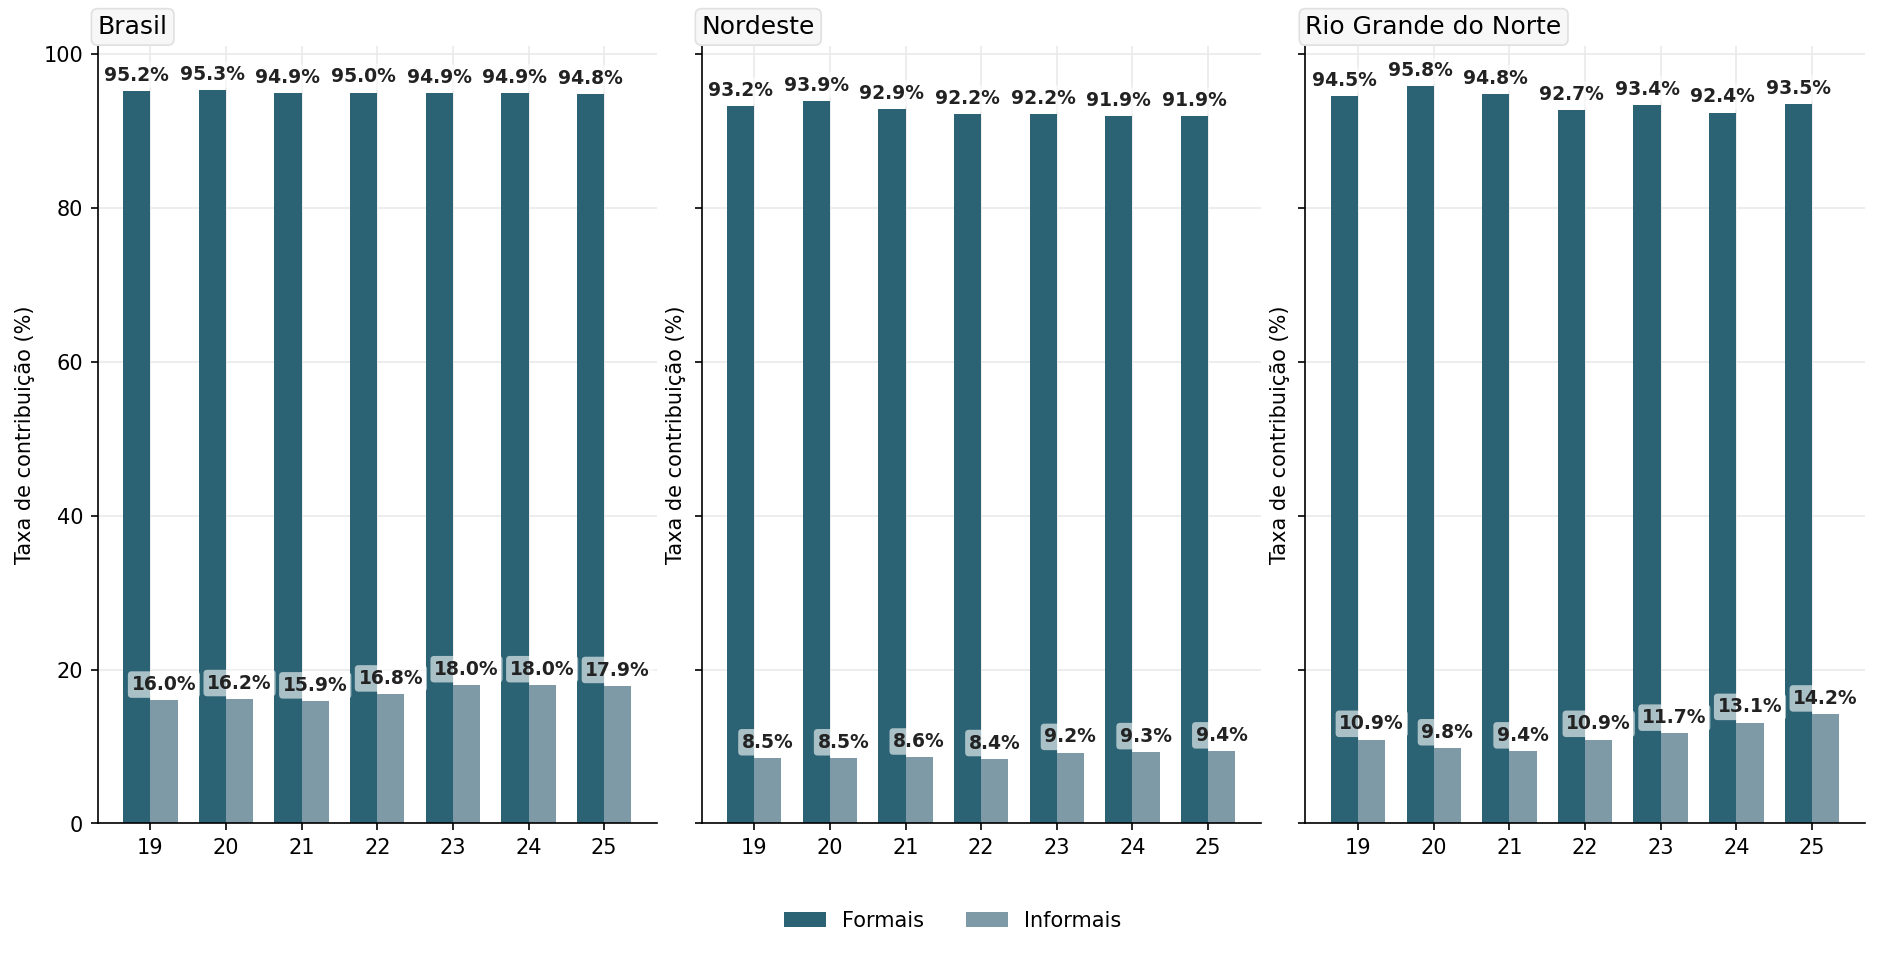 Brasil
Nordeste
Rio Grande do Norte
Taxa de contribuição (%)
100
80
60
40
20
0
95.2% 95.3% 94.9% 95.0% 94.9% 94.9% 94.8%
16.0% 16.2% 15.9% 16.8% 18.0% 18.0% 17.9%
19 20 21 22 23 24 25
Taxa de contribuição (%)
93.2% 93.9% 92.9% 92.2% 92.2% 91.9% 91.9%
8.5% 8.5% 8.6% 8.4% 9.2% 9.3% 9.4%
19 20 21 22 23 24 25
Taxa de contribuição (%)
94.5% 95.8% 94.8% 92.7% 93.4% 92.4% 93.5%
10.9% 9.8% 9.4% 10.9% 11.7% 13.1% 14.2%
19 20 21 22 23 24 25
Formais Informais